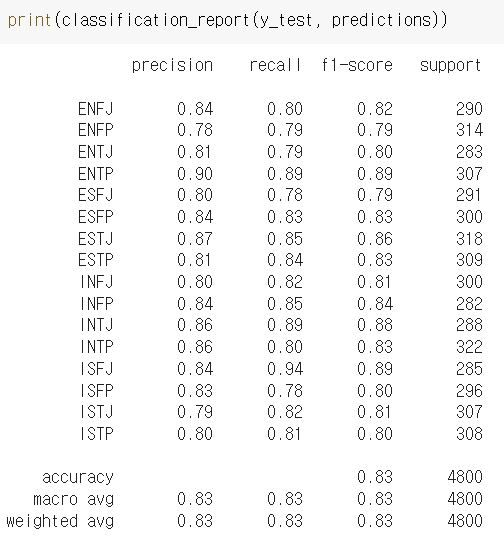 print(classification_report(y_test, predictions))
precision recall f1-score support
ENFJ 0.84 0.80 0.82 290
ENFP 0.78 0.79 0.79 314
ENTJ 0.81 0.79 0.80 283
ENTP 0.90 0.89 0.89 307
ESFJ 0.80 0.78 0.79 291
ESFP 0.84 0.83 0.83 300
ESTJ 0.87 0.85 0.86 318
ESTP 0.81 0.84 0.83 309
INFJ 0.80 0.82 0.81 300
INFP 0.84 0.85 0.84 282
INTJ 0.86 0.89 0.88 288
INTP 0.86 0.80 0.83 322
ISFJ 0.84 0.94 0.89 285
ISFP 0.83 0.78 0.80 296
ISTJ 0.79 0.82 0.81 307
ISTP 0.80 0.81 0.80 308
accuracy 0.83 4800
macro avg 0.83 0.83 0.83 4800
weighted avg 0.83 0.83 0.83 4800